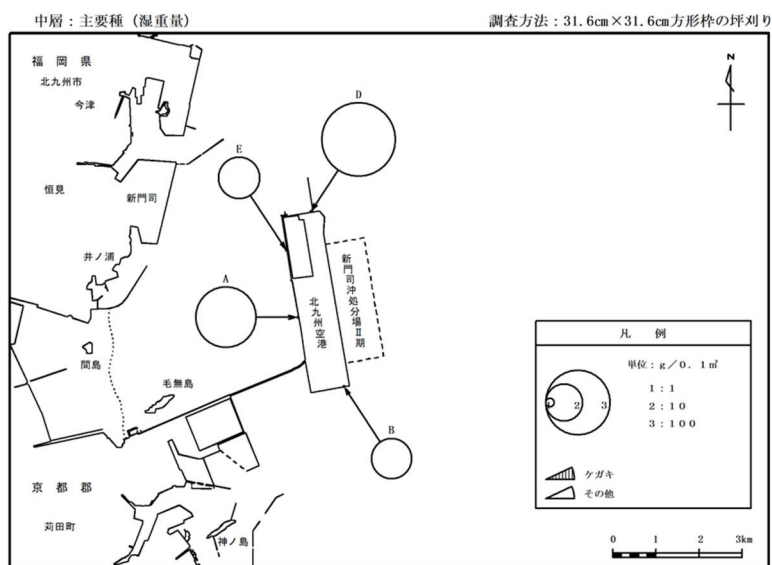 中層：主要種（湿重量）
調査方法：31.6cm×31.6cm方形枠の坪刈り
福岡県
北九州市
今津
N
D
E
恒見
新門司
井ノ浦
A
新門司沖処分場Ⅱ期
北九州空港
凡　例
単位：g／０．１㎡
間島
毛無島
1：1
2：10
3：100
1 2 3
B
ケガキ
その他
京都郡
苅田町
神ノ島
0 1 2 3km